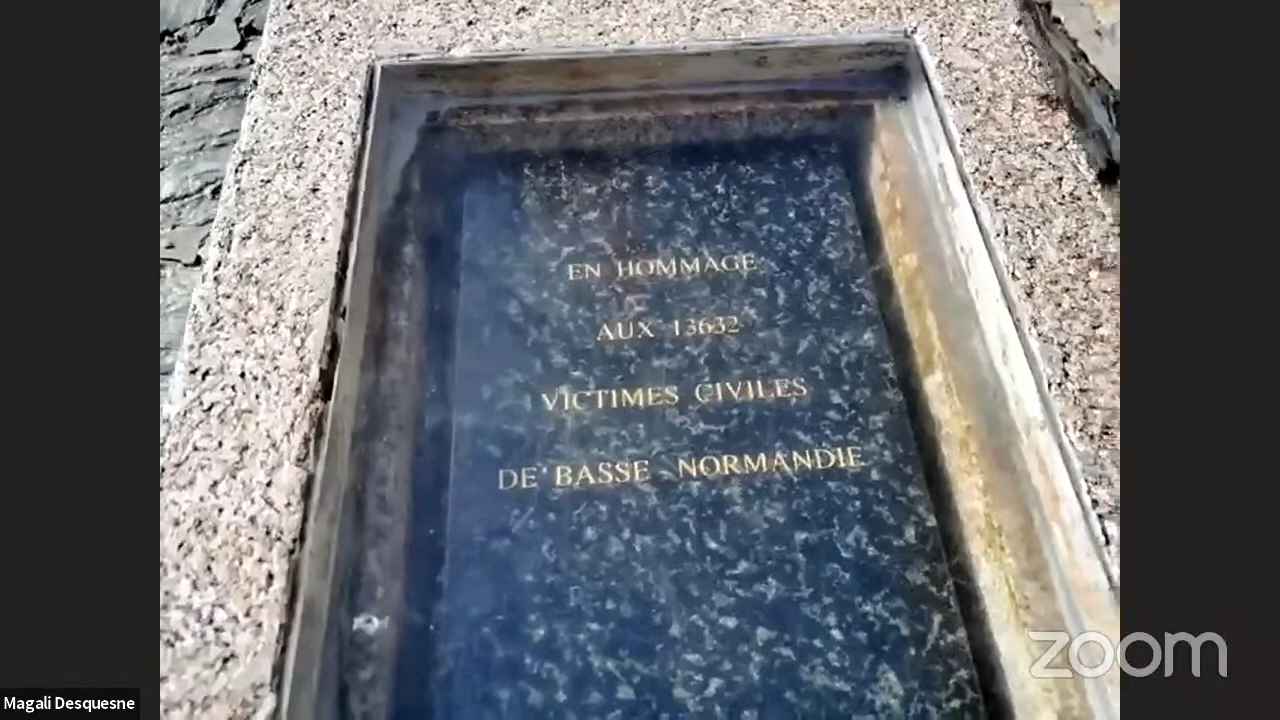 EN HOMMAGE
AUX 13632
VICTIMES CIVILES
DE BASSE - NORMANDIE
zoom
Magali Desquesne